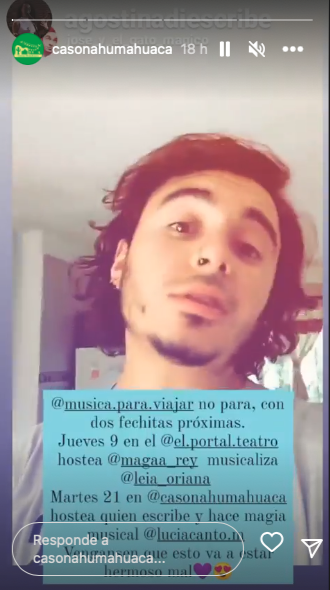 agostinadiescribe
casonahumahuaca 18 h
@musica.para.viajar no para, con
dos fechitas próximas.
Jueves 9 en el @el.portal.teatro
hostea @magaa_rey musicaliza
@leia_oriana
Martes 21 en @casonahumahuaca
hostea quien escribe y hace magia
musical @luciacanto.m
Vengansen que esto va a estar
hermoso mal💜😍
Responde a
casonahumahuaca...